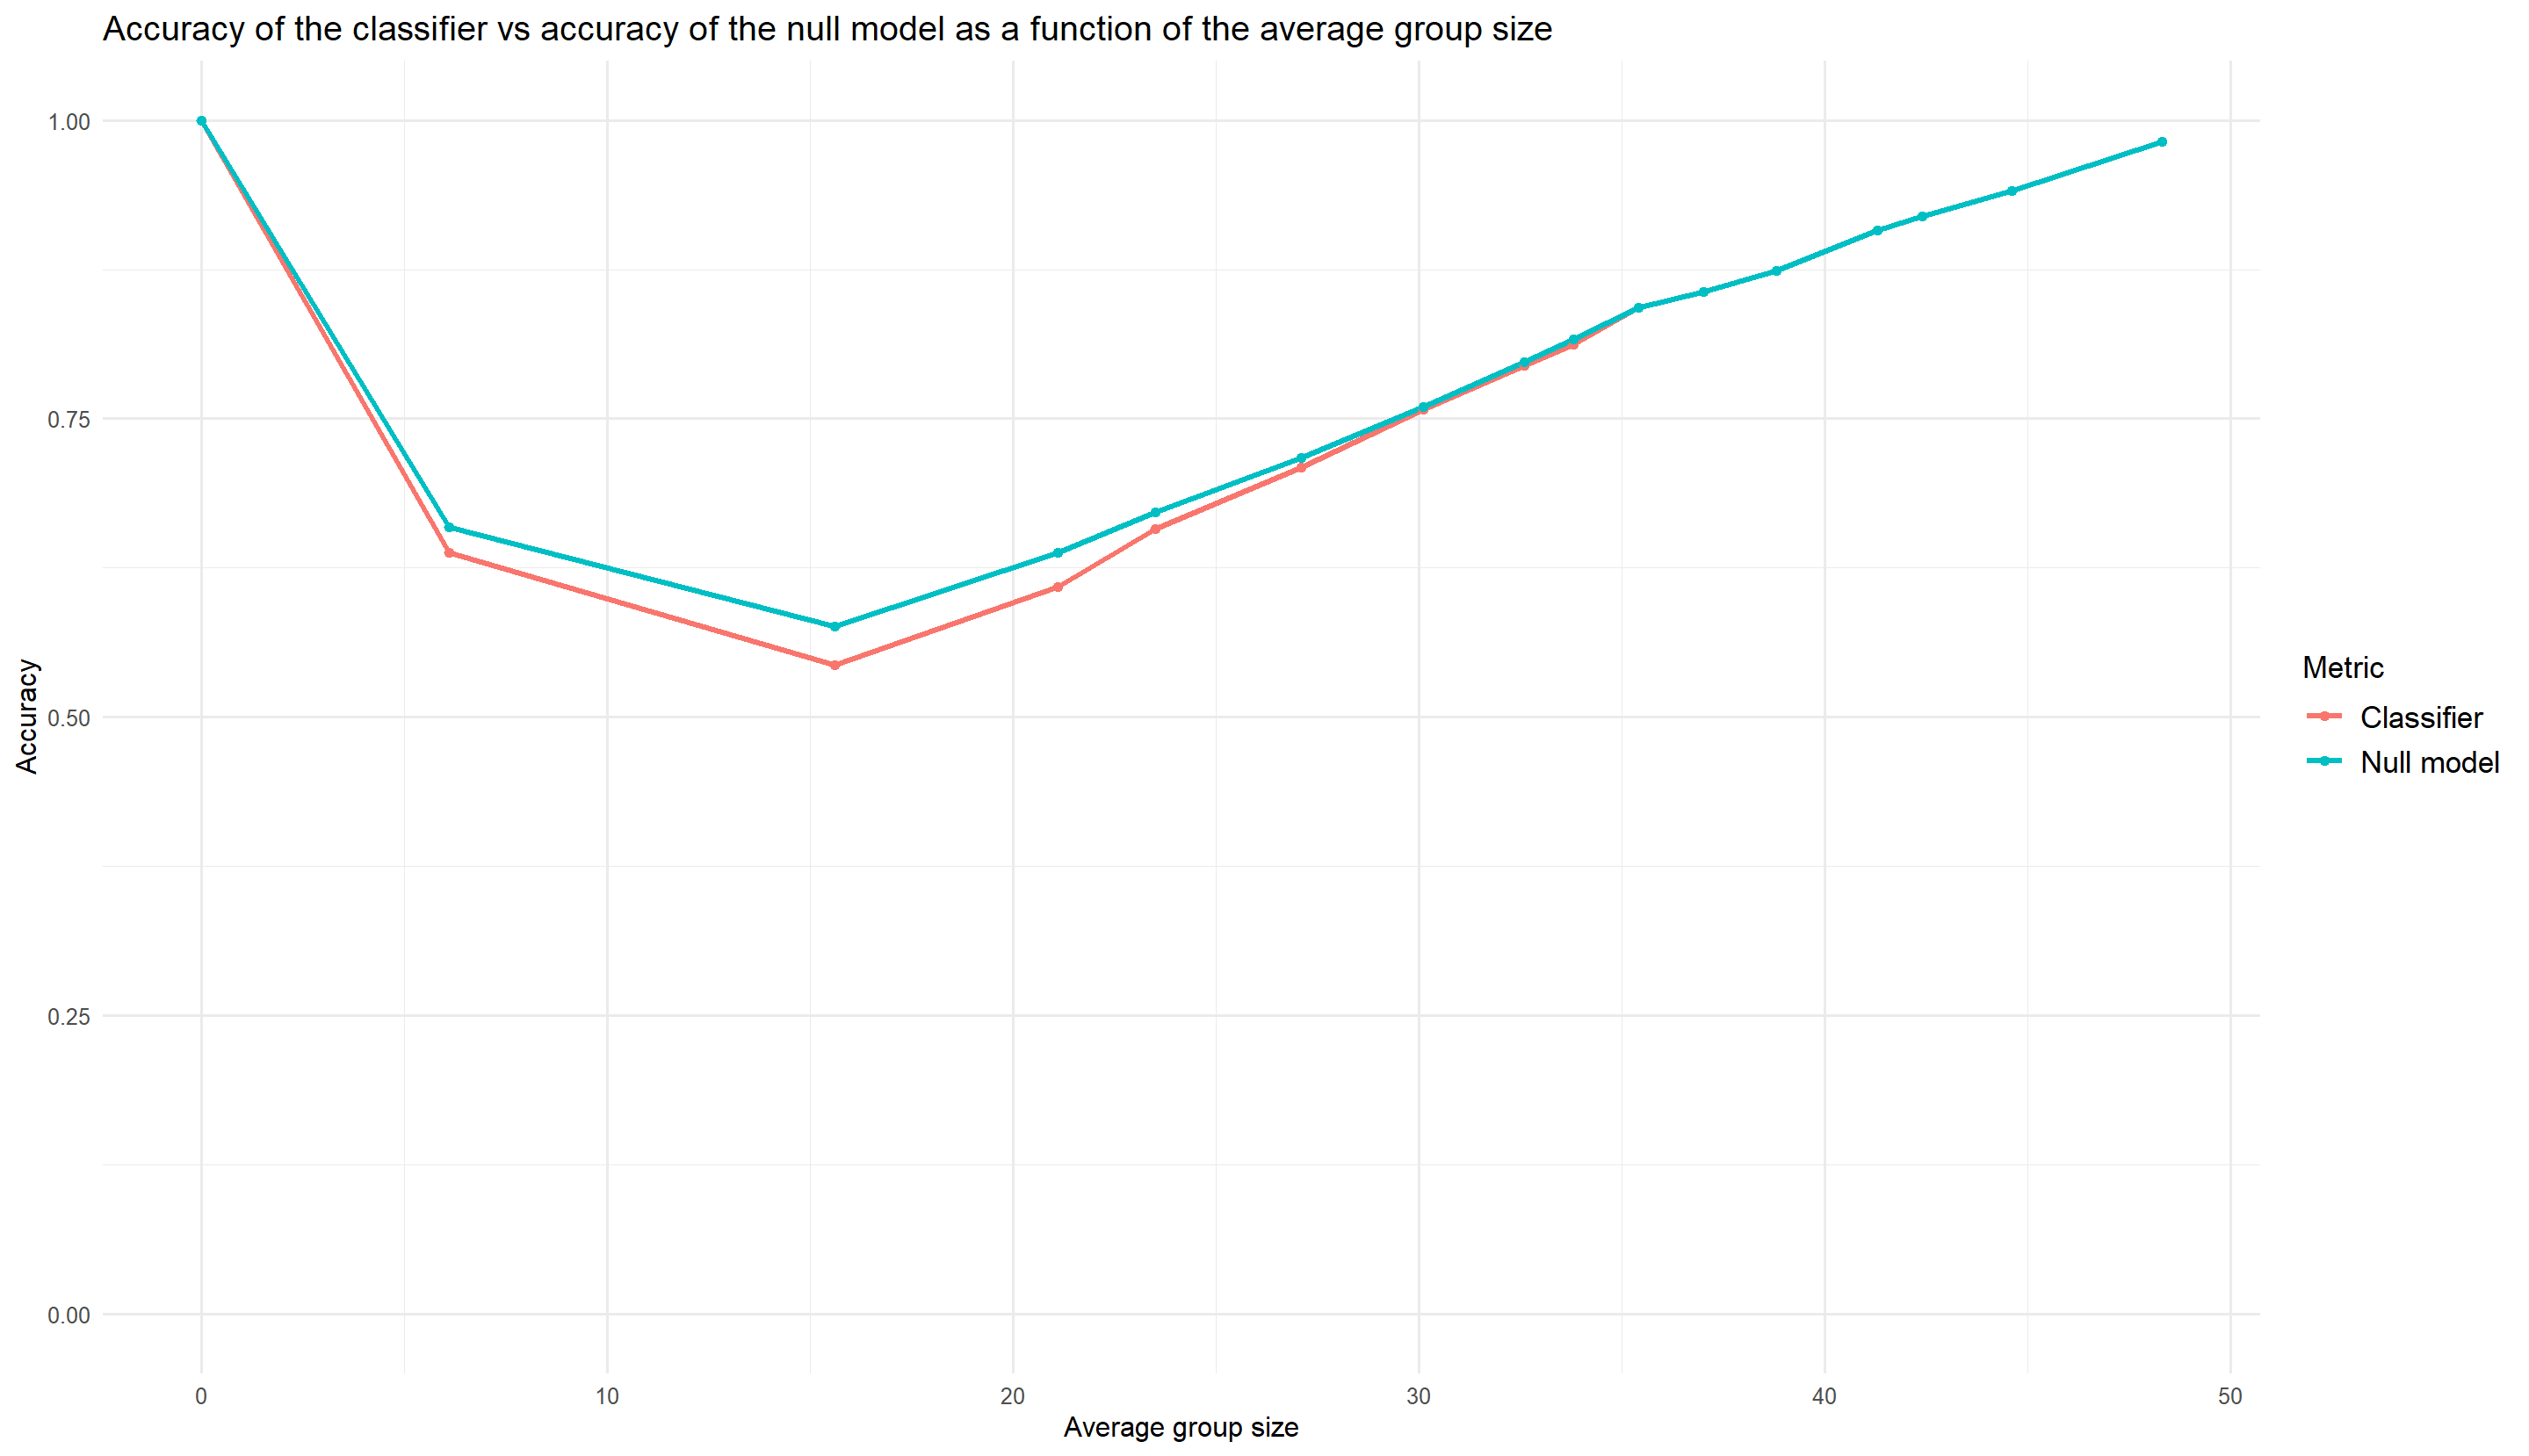 Accuracy of the classifier vs accuracy of the null model as a function of the average group size
1.00
0.75
0.50
0.25
0.00
Accuracy
0 10 20 30 40 50
Average group size
Metric
Classifier
Null model